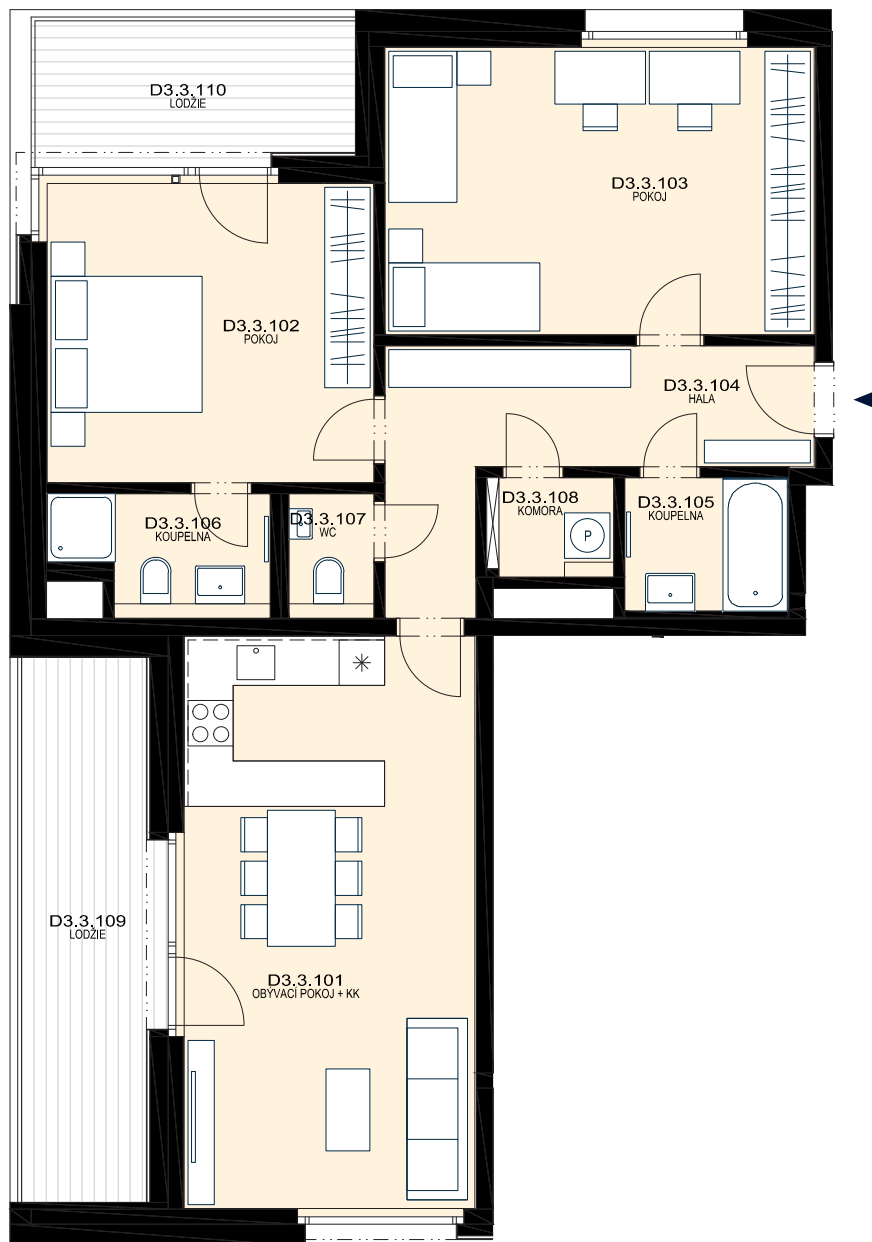 D3.3.110
LODŽIE
D3.3.103
POKOJ
D3.3.102
POKOJ
D3.3.104
HALA
D3.3.108
KOMORA
D3.3.105
KOUPELNA
D3.3.106
KOUPELNA
D3.3.107
WC
P
D3.3.109
LODŽIE
D3.3.101
OBÝVACÍ POKOJ + KK